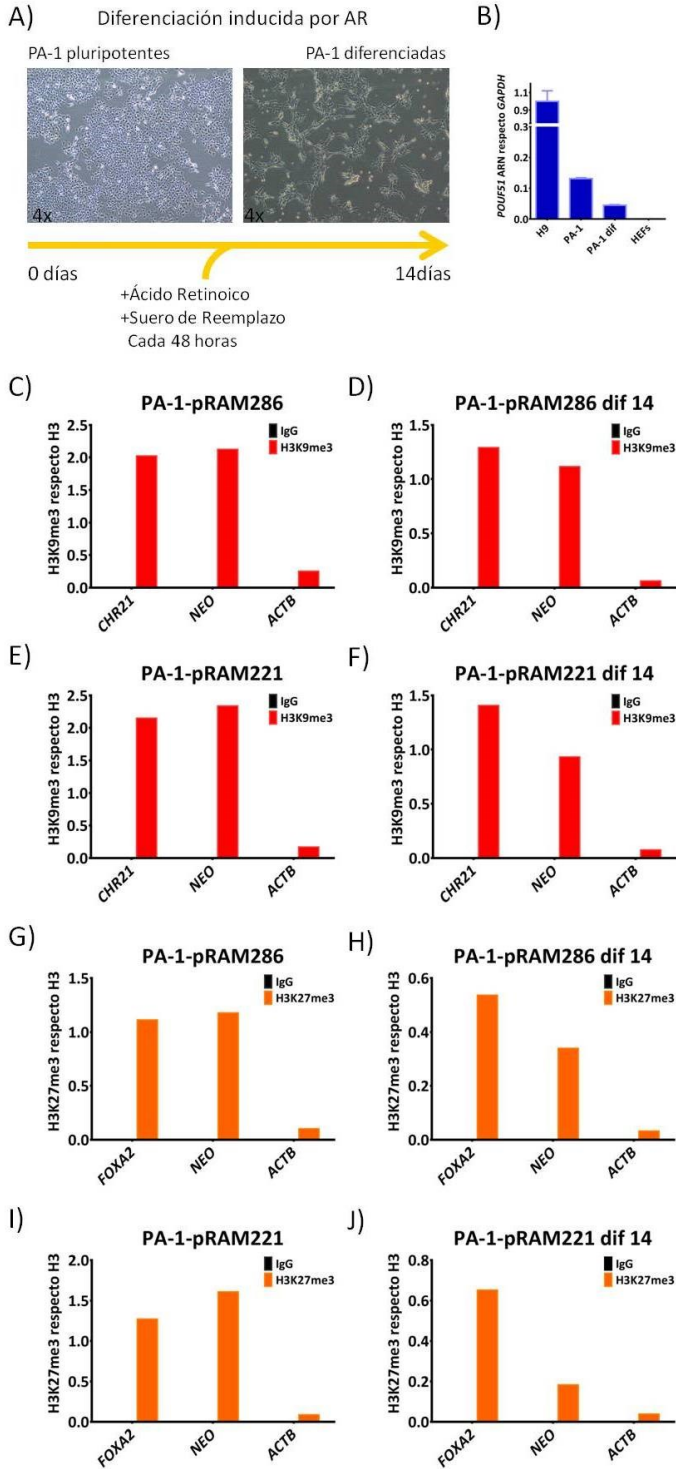 A)
Diferenciación inducida por AR
PA-1 pluripotentes
PA-1 diferenciadas
4x
4x
0 días
14días
+Ácido Retinoico
+Suero de Reemplazo
Cada 48 horas
B)
POUF51 ARN respecto GAPDH
1.1
0.9
0.3
0.2
0.1
0.0
H9
PA-1
PA-1 dif
HEFs
C)
PA-1-pRAM286
H3K9me3 respecto H3
2.5
2.0
1.5
1.0
0.5
0.0
IgG
H3K9me3
CHR21
NEO
ACTB
D)
PA-1-pRAM286 dif 14
H3K9me3 respecto H3
1.5
1.0
0.5
0.0
IgG
H3K9me3
CHR21
NEO
ACTB
E)
PA-1-pRAM221
H3K9me3 respecto H3
2.5
2.0
1.5
1.0
0.5
0.0
IgG
H3K9me3
CHR21
NEO
ACTB
F)
PA-1-pRAM221 dif 14
H3K9me3 respecto H3
1.5
1.0
0.5
0.0
IgG
H3K9me3
CHR21
NEO
ACTB
G)
PA-1-pRAM286
H3K27me3 respecto H3
1.5
1.0
0.5
0.0
IgG
H3K27me3
FOXA2
NEO
ACTB
H)
PA-1-pRAM286 dif 14
H3K27me3 respecto H3
0.6
0.4
0.2
0.0
IgG
H3K27me3
FOXA2
NEO
ACTB
I)
PA-1-pRAM221
H3K27me3 respecto H3
2.0
1.5
1.0
0.5
0.0
IgG
H3K27me3
FOXA2
NEO
ACTB
J)
PA-1-pRAM221 dif 14
H3K27me3 respecto H3
0.8
0.6
0.4
0.2
0.0
IgG
H3K27me3
FOXA2
NEO
ACTB